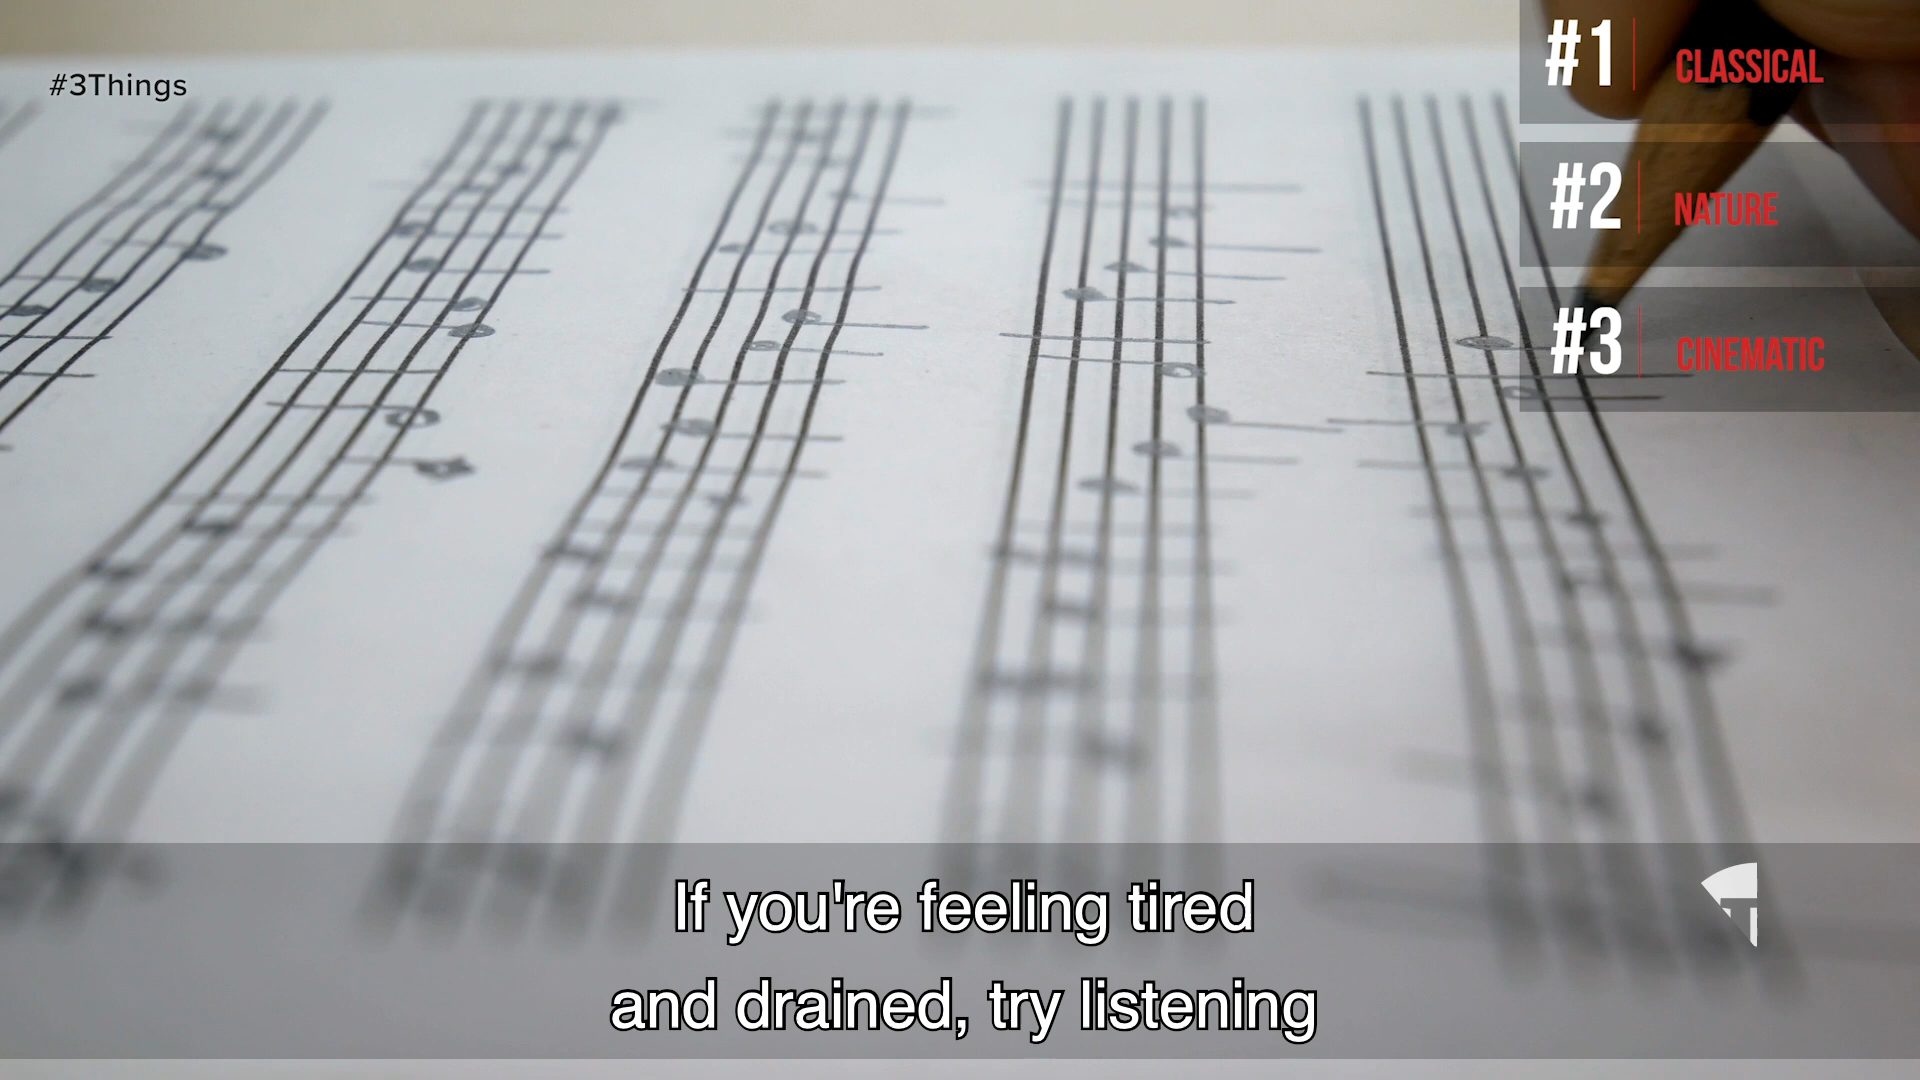 #3Things
#1 CLASSICAL
#2 NATURE
#3 CINEMATIC
If you're feeling tired
and drained, try listening